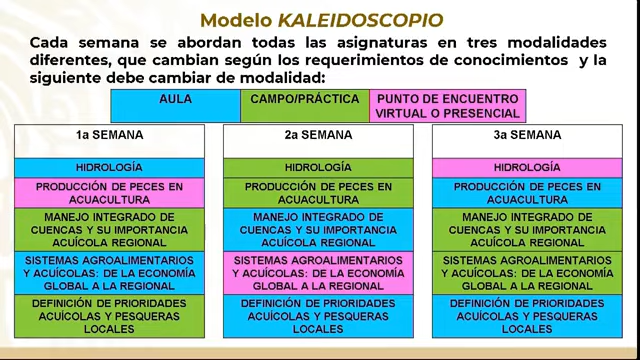 Modelo KALEIDOSCOPIO
Cada semana se abordan todas las asignaturas en tres modalidades
diferentes, que cambian según los requerimientos de conocimientos y la
siguiente debe cambiar de modalidad:
AULA
CAMPO/PRÁCTICA
PUNTO DE ENCUENTRO
VIRTUAL O PRESENCIAL
1a SEMANA
HIDROLOGÍA
PRODUCCIÓN DE PECES EN
ACUACULTURA
MANEJO INTEGRADO DE
CUENCAS Y SU IMPORTANCIA
ACUÍCOLA REGIONAL
SISTEMAS AGROALIMENTARIOS
Y ACUÍCOLAS: DE LA ECONOMÍA
GLOBAL A LA REGIONAL
DEFINICIÓN DE PRIORIDADES
ACUÍCOLAS Y PESQUERAS
LOCALES
2a SEMANA
HIDROLOGÍA
PRODUCCIÓN DE PECES EN
ACUACULTURA
MANEJO INTEGRADO DE
CUENCAS Y SU IMPORTANCIA
ACUÍCOLA REGIONAL
SISTEMAS AGROALIMENTARIOS
Y ACUÍCOLAS: DE LA ECONOMÍA
GLOBAL A LA REGIONAL
DEFINICIÓN DE PRIORIDADES
ACUÍCOLAS Y PESQUERAS
LOCALES
3a SEMANA
HIDROLOGÍA
PRODUCCIÓN DE PECES EN
ACUACULTURA
MANEJO INTEGRADO DE
CUENCAS Y SU IMPORTANCIA
ACUÍCOLA REGIONAL
SISTEMAS AGROALIMENTARIOS
Y ACUÍCOLAS: DE LA ECONOMÍA
GLOBAL A LA REGIONAL
DEFINICIÓN DE PRIORIDADES
ACUÍCOLAS Y PESQUERAS
LOCALES